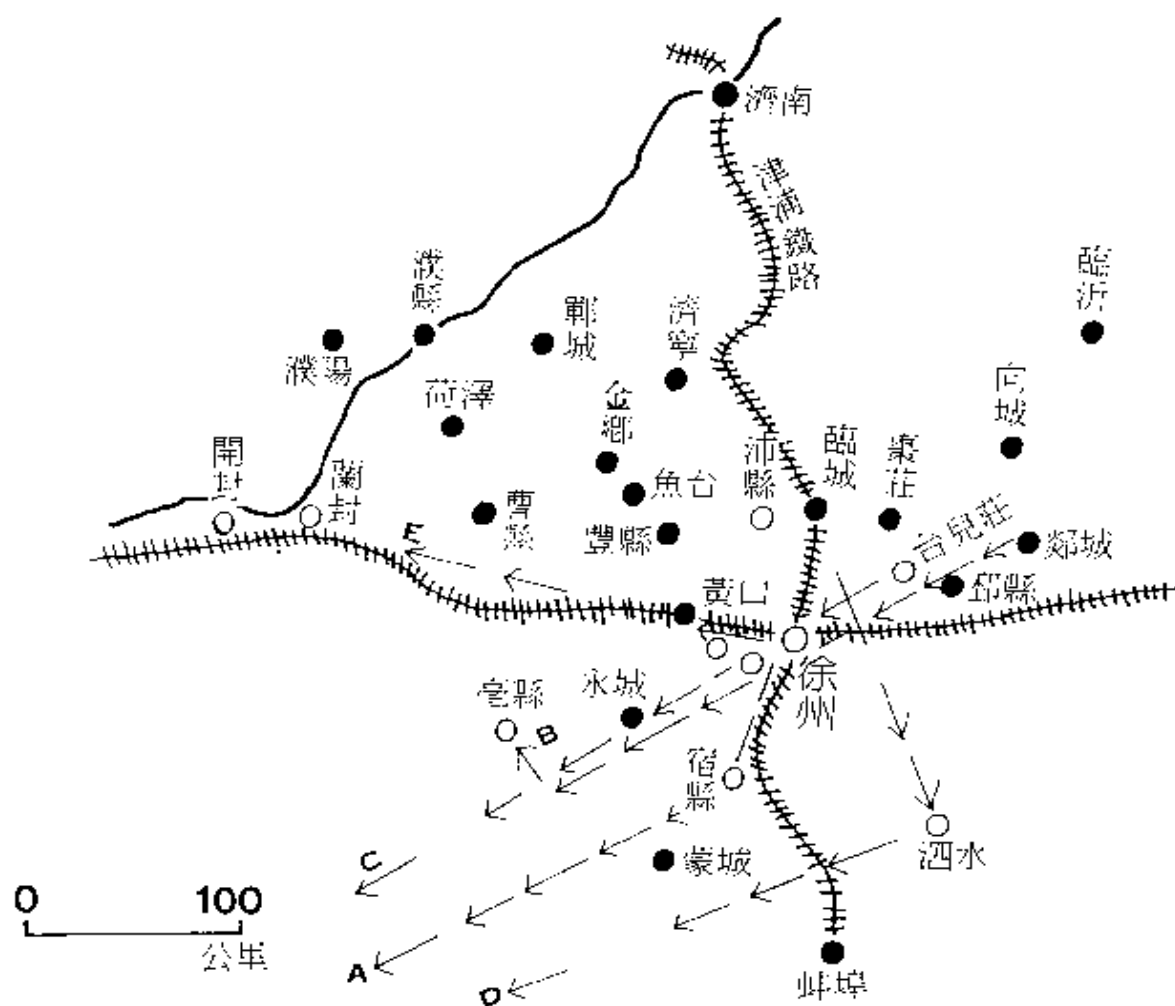 濟南
津浦鐵路
臨沂
濮縣
鄆城
濟寧
濮陽
向城
荷澤
金鄉
開封
蘭封
沛縣
臨城
棗莊
魚台
曹縣
豐縣
台兒莊
郯城
E
黃口
邳縣
徐州
永城
亳縣
B
宿縣
泗水
蒙城
C
0 100
公里
A
D
蚌埠